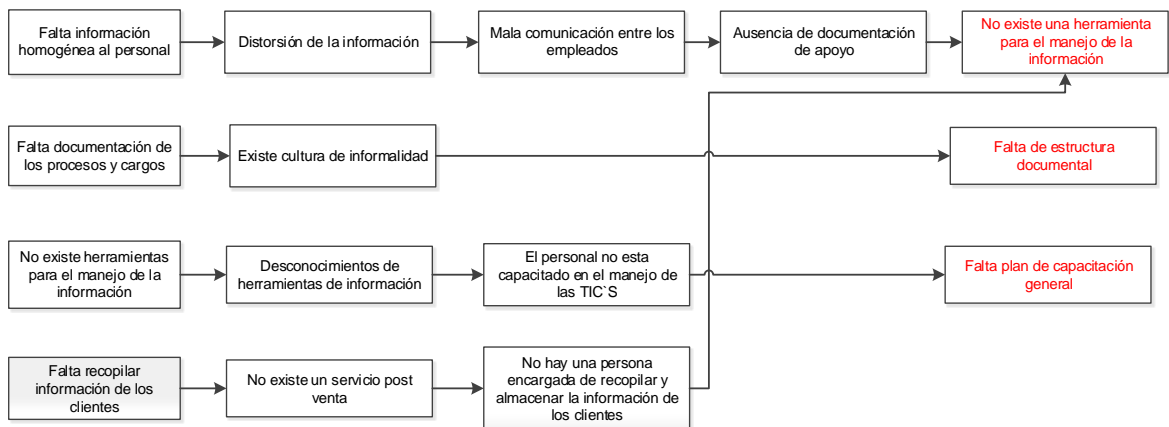 Falta información
homogénea al personal
Distorsión de la información
Mala comunicación entre los
empleados
Ausencia de documentación
de apoyo
No existe una herramienta
para el manejo de la
información
Falta documentación de
los procesos y cargos
Existe cultura de informalidad
Falta de estructura
documental
No existe herramientas
para el manejo de la
información
Desconocimientos de
herramientas de información
El personal no esta
capacitado en el manejo de
las TIC`S
Falta plan de capacitación
general
Falta recopilar
información de los
clientes
No existe un servicio post
venta
No hay una persona
encargada de recopilar y
almacenar la información de
los clientes